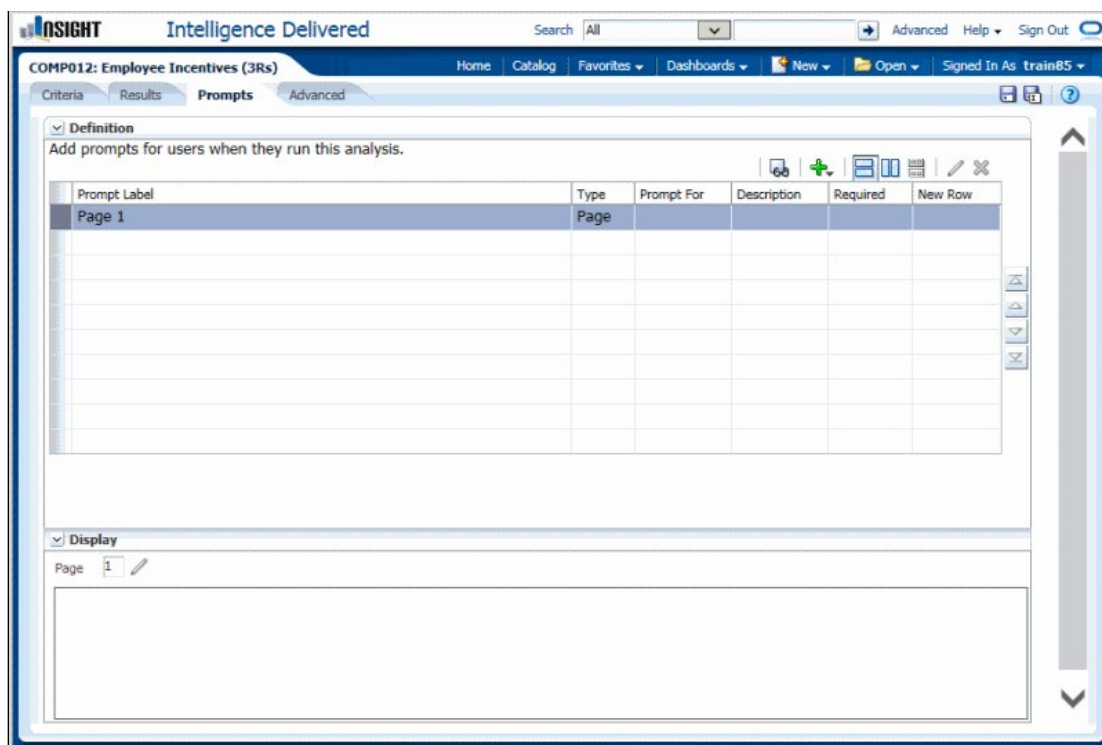 INSIGHT Intelligence Delivered Search All Advanced Help Sign Out
COMP012: Employee Incentives (3Rs) Home Catalog Favorites Dashboards New Open Signed In As train85
Criteria Results Prompts Advanced
Definition
Add prompts for users when they run this analysis.
Prompt Label Type Prompt For Description Required New Row
Page 1 Page
Display
Page 1